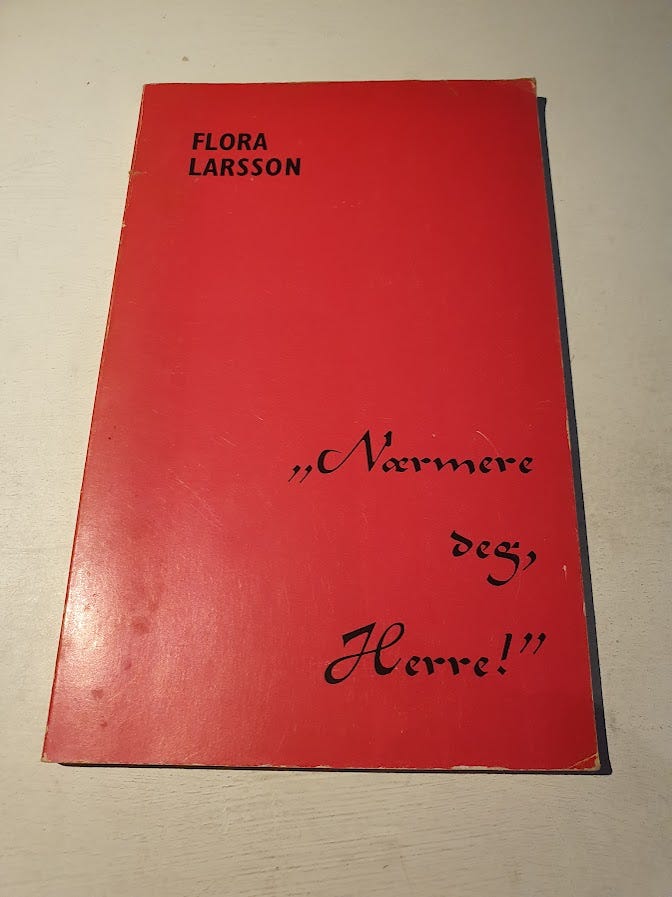 FLORA
LARSSON
„Nærmere
deg,
Herre!”